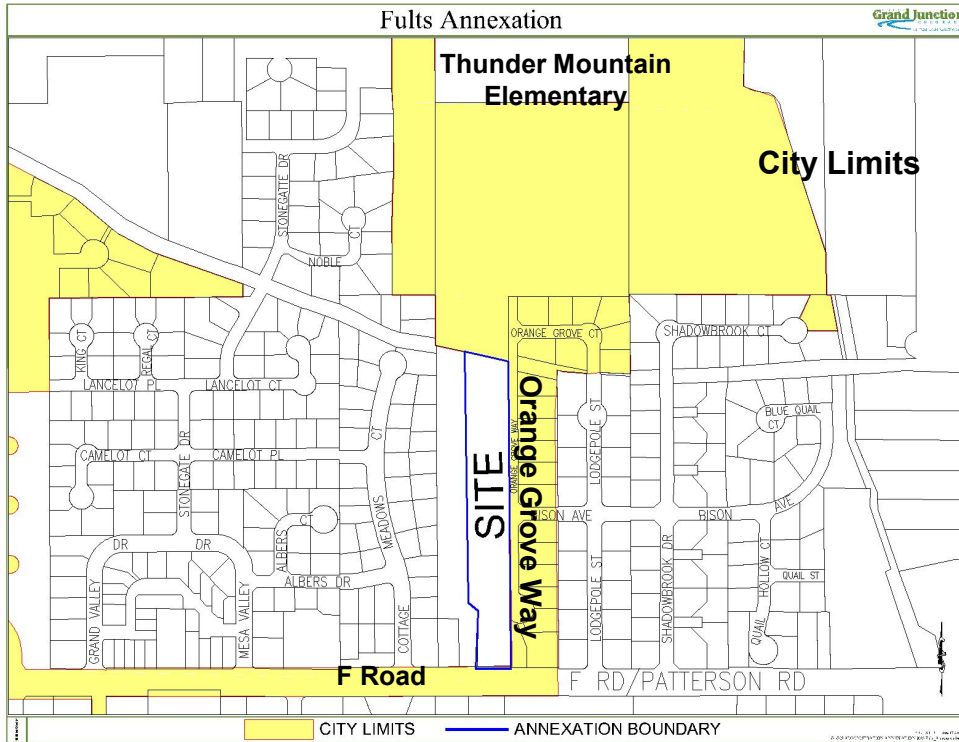 Fults Annexation
Grand Junction
COLORADO
Thunder Mountain
Elementary
City Limits
STONEGATTE DR
NOBLE CT
KING CT
REGAL CT
ORANGE GROVE CT
SHADOWBROOK CT
LANCELOT PL
LANCELOT CT
Orange Grove Way
ORANGE GROVE WAY
LODGEPOLE ST
BLUE QUAIL
CT
STONEGATE DR
CAMELOT CT
CAMELOT PL
SITE
MEADOWS CT
BISON AVE
BISON AVE
DR
DR
ALBERS CT
ALBERS DR
GRAND VALLEY
MESA VALLEY
COTTAGE
LODGEPOLE ST
SHADOWBROOK DR
HOLLOW CT
QUAIL
QUAIL ST
F Road
F RD/PATTERSON RD
CITY LIMITS
ANNEXATION BOUNDARY